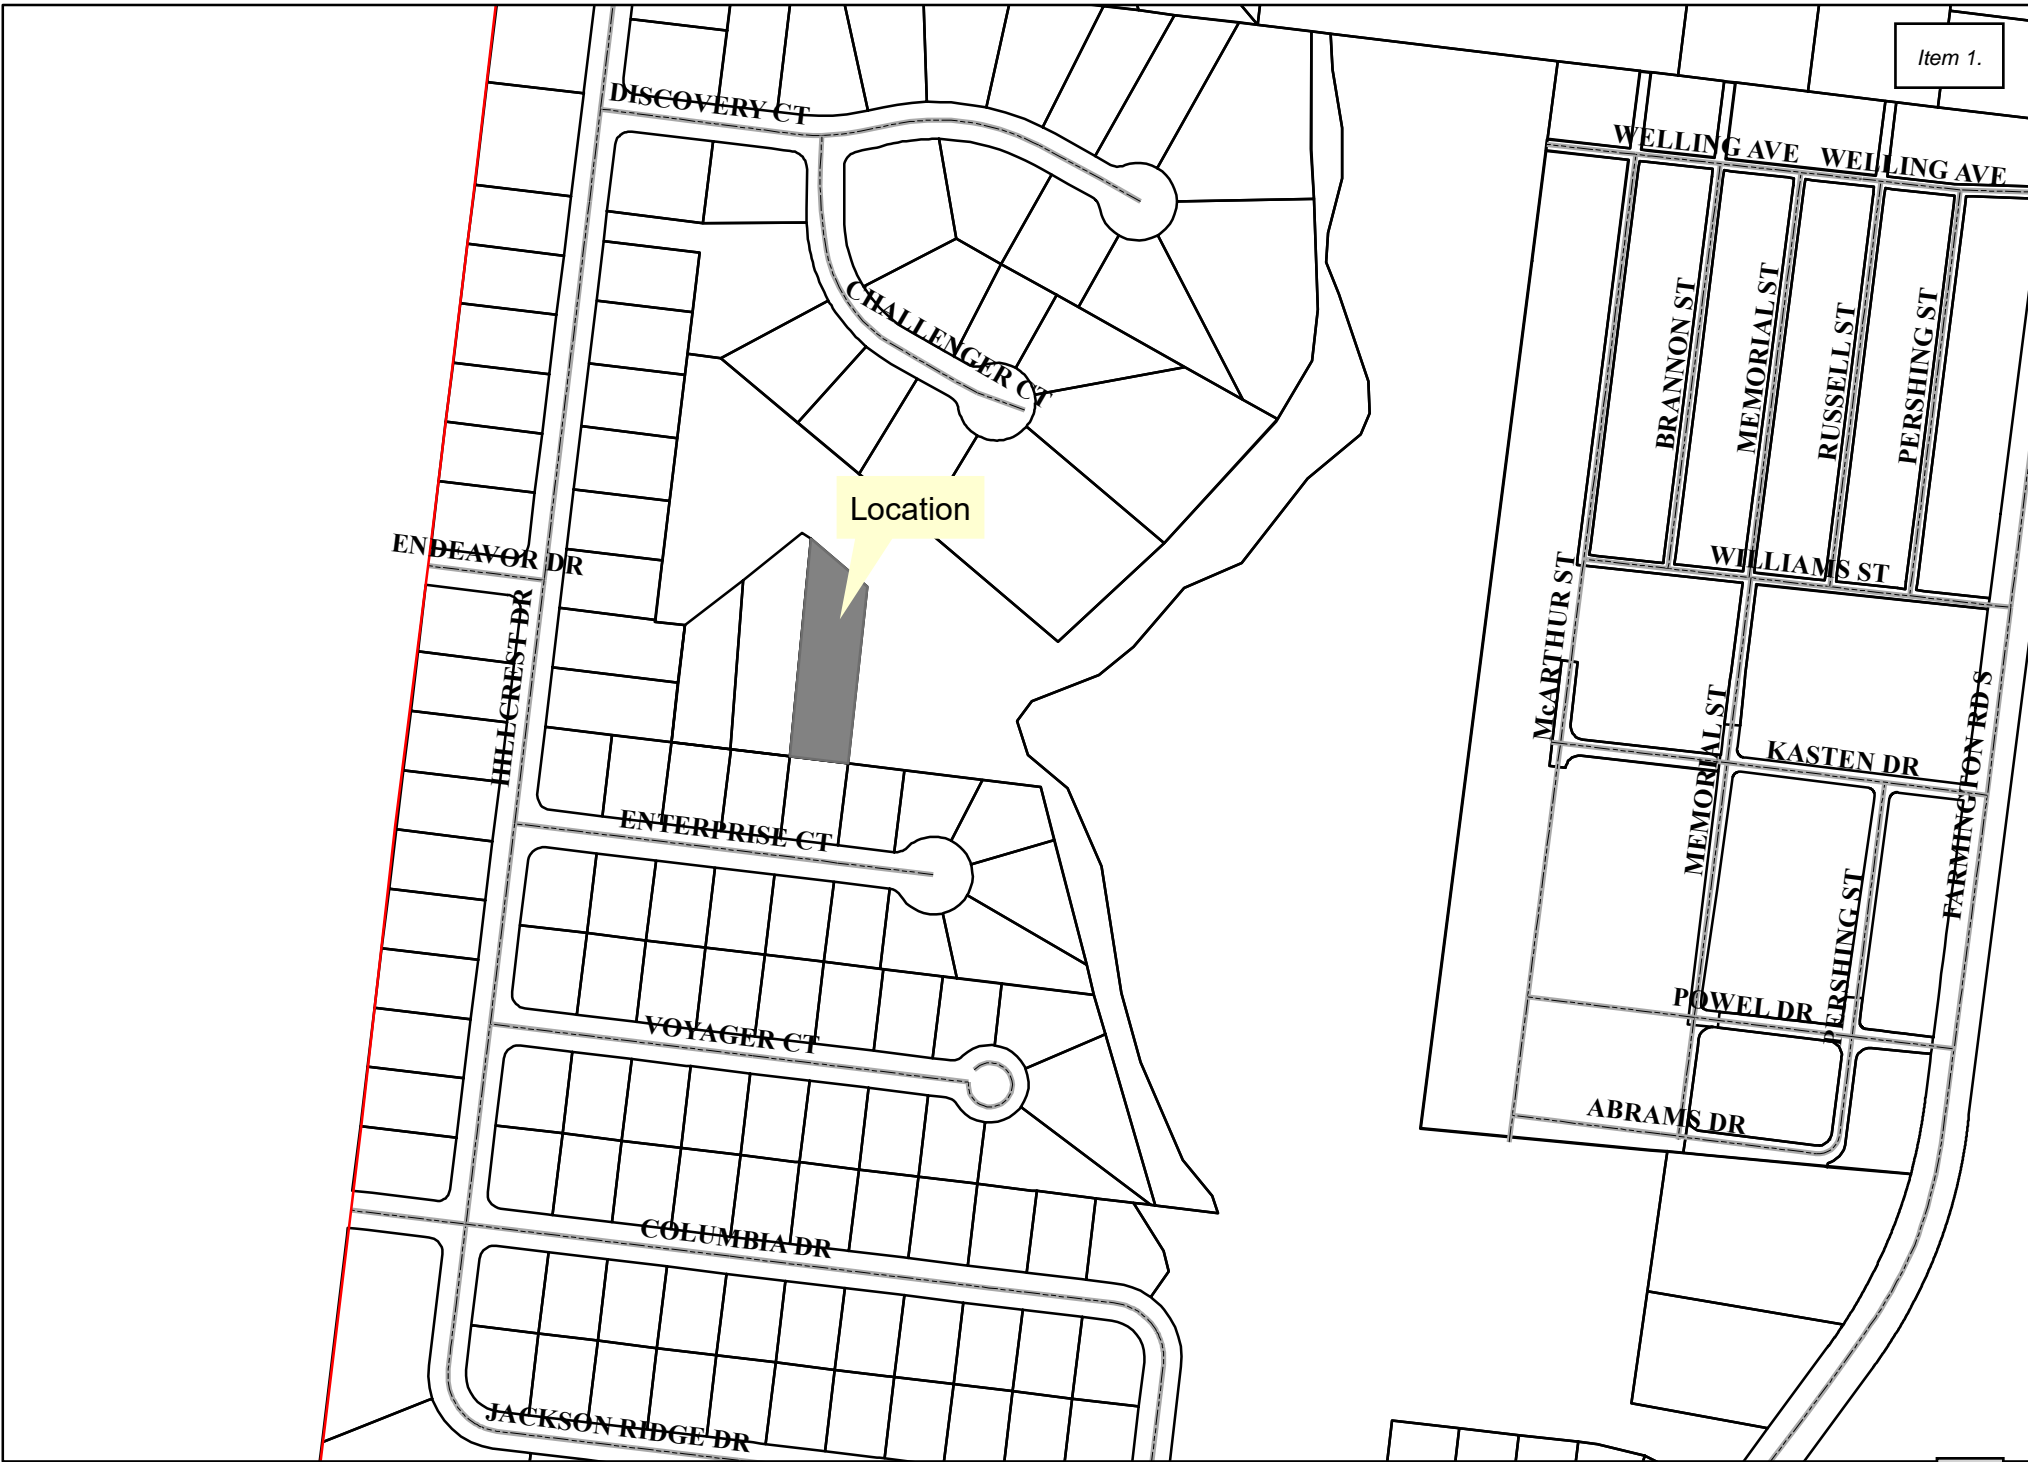 Item 1.
DISCOVERY CT
WELLING AVE
WELLING AVE
CHALLENGER CT
BRANNON ST
MEMORIAL ST
RUSSELL ST
PERSHING ST
Location
ENDEAVOR DR
WILLIAMS ST
McARTHUR ST
HILLCREST DR
MEMORIAL ST
KASTEN DR
FARMINGTON RD S
ENTERPRISE CT
PERSHING ST
POWEL DR
VOYAGER CT
ABRAMS DR
COLUMBIA DR
JACKSON RIDGE DR